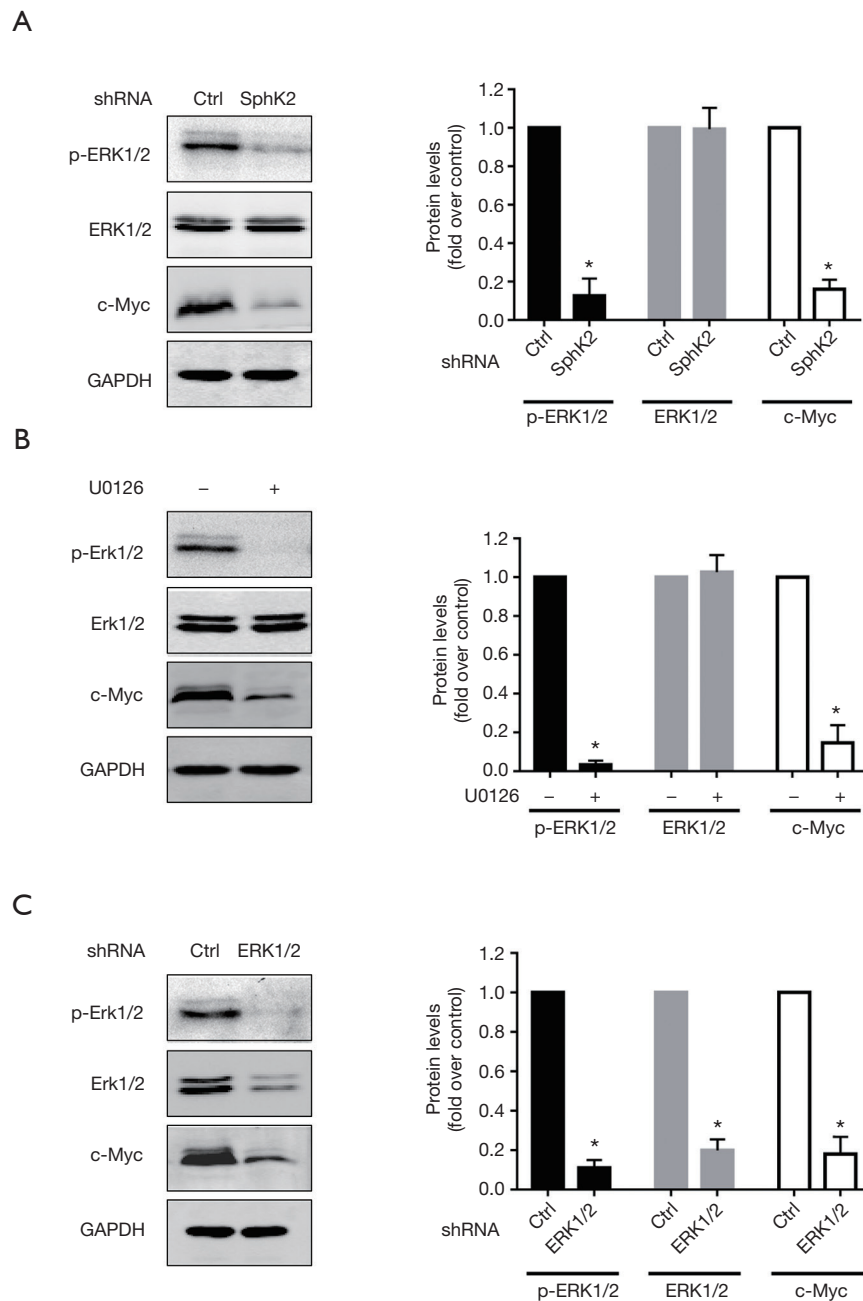 A
shRNA Ctrl SphK2
p-ERK1/2
ERK1/2
c-Myc
GAPDH
Protein levels
(fold over control)
1.2
1.0
0.8
0.6
0.4
0.2
0.0
* *
Ctrl SphK2 Ctrl SphK2 Ctrl SphK2
shRNA
p-ERK1/2 ERK1/2 c-Myc
B
U0126 – +
p-Erk1/2
Erk1/2
c-Myc
GAPDH
Protein levels
(fold over control)
1.2
1.0
0.8
0.6
0.4
0.2
0.0
* *
U0126 – + – + – +
p-ERK1/2 ERK1/2 c-Myc
C
shRNA Ctrl ERK1/2
p-Erk1/2
Erk1/2
c-Myc
GAPDH
Protein levels
(fold over control)
1.2
1.0
0.8
0.6
0.4
0.2
0.0
* * *
Ctrl ERK1/2 Ctrl ERK1/2 Ctrl ERK1/2
shRNA
p-ERK1/2 ERK1/2 c-Myc